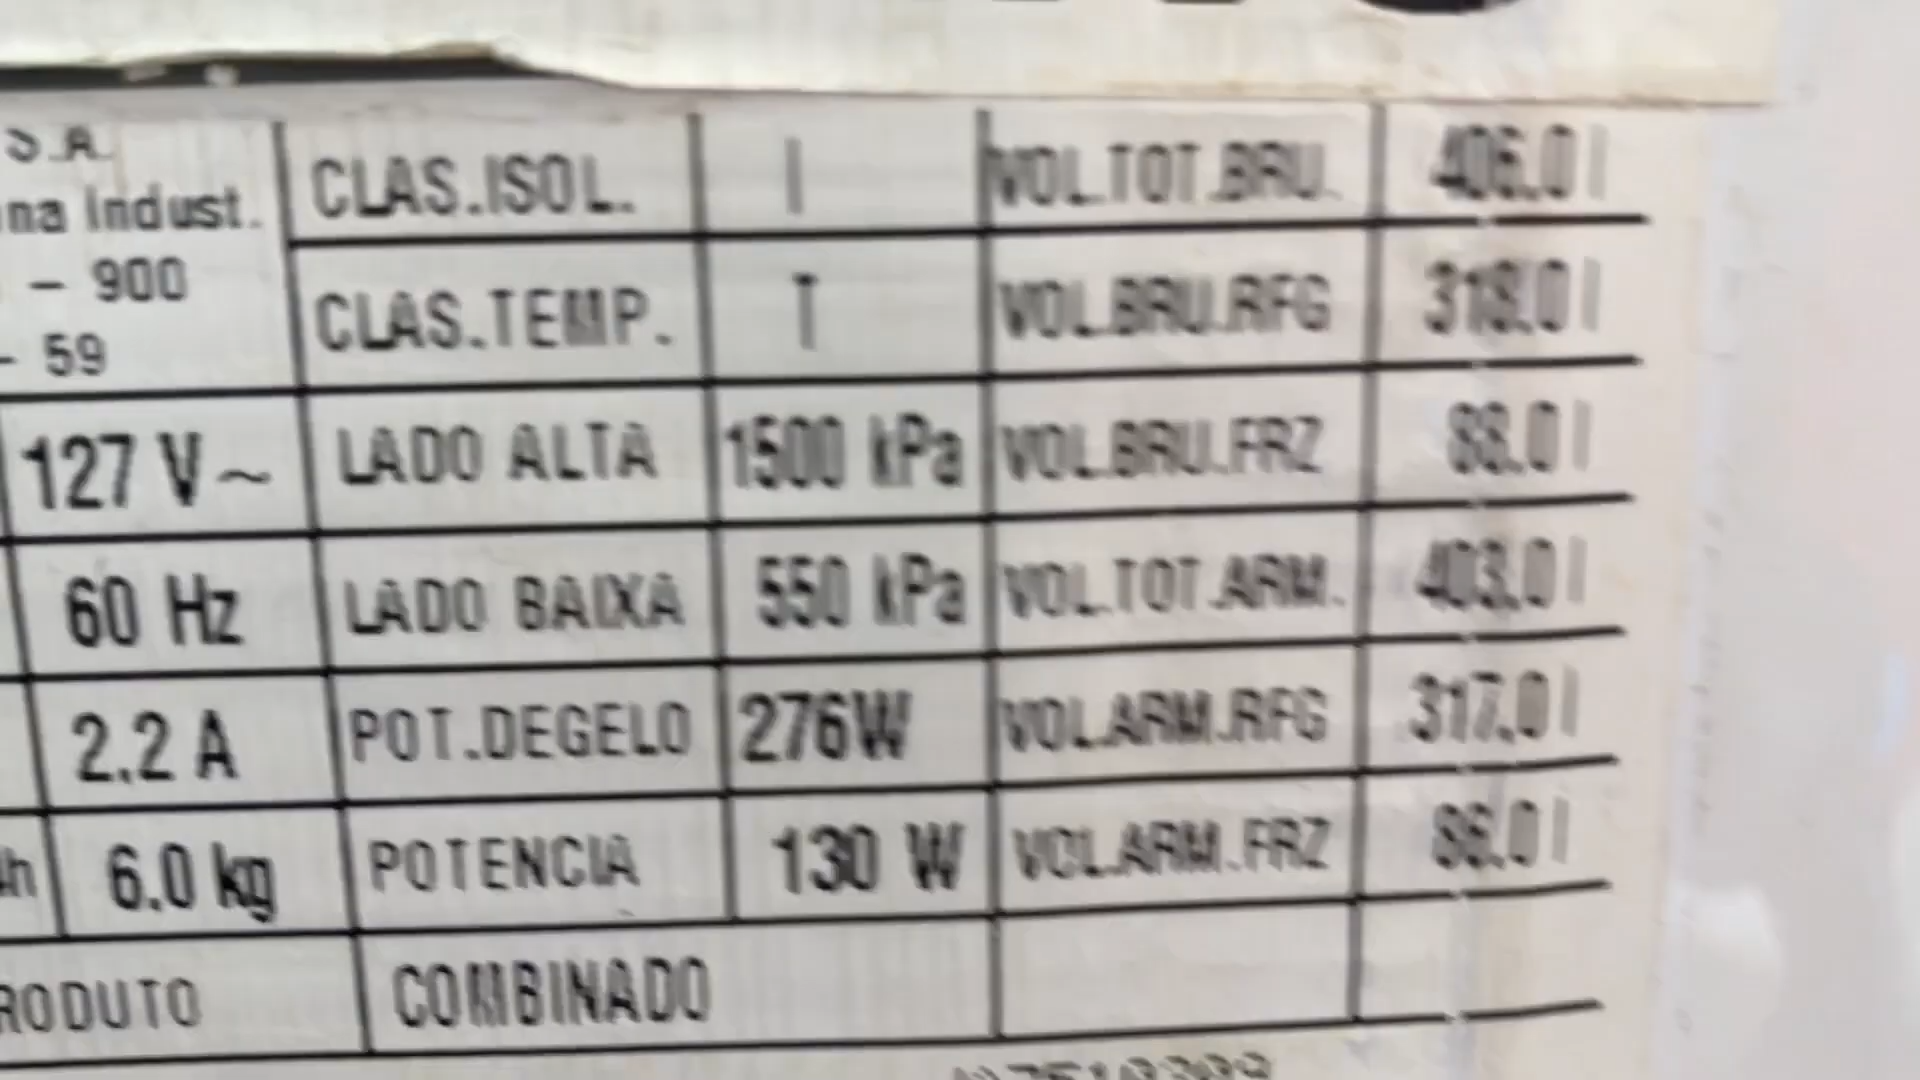 S.A.
na Indust.
- 900
- 59
CLAS.ISOL. I VOL.TOT.BRU. 406.0 l
CLAS.TEMP. T VOL.BRU.RFG 318.0 l
127 V~ LADO ALTA 1500 kPa VOL.BRU.FRZ 88.0 l
60 Hz LADO BAIXA 550 kPa VOL.TOT.ARM. 403.0 l
2.2 A POT.DEGELO 276W VOL.ARM.RFG 317.0 l
6.0 kg POTENCIA 130 W VOL.ARM.FRZ 86.0 l
RODUTO COMBINADO